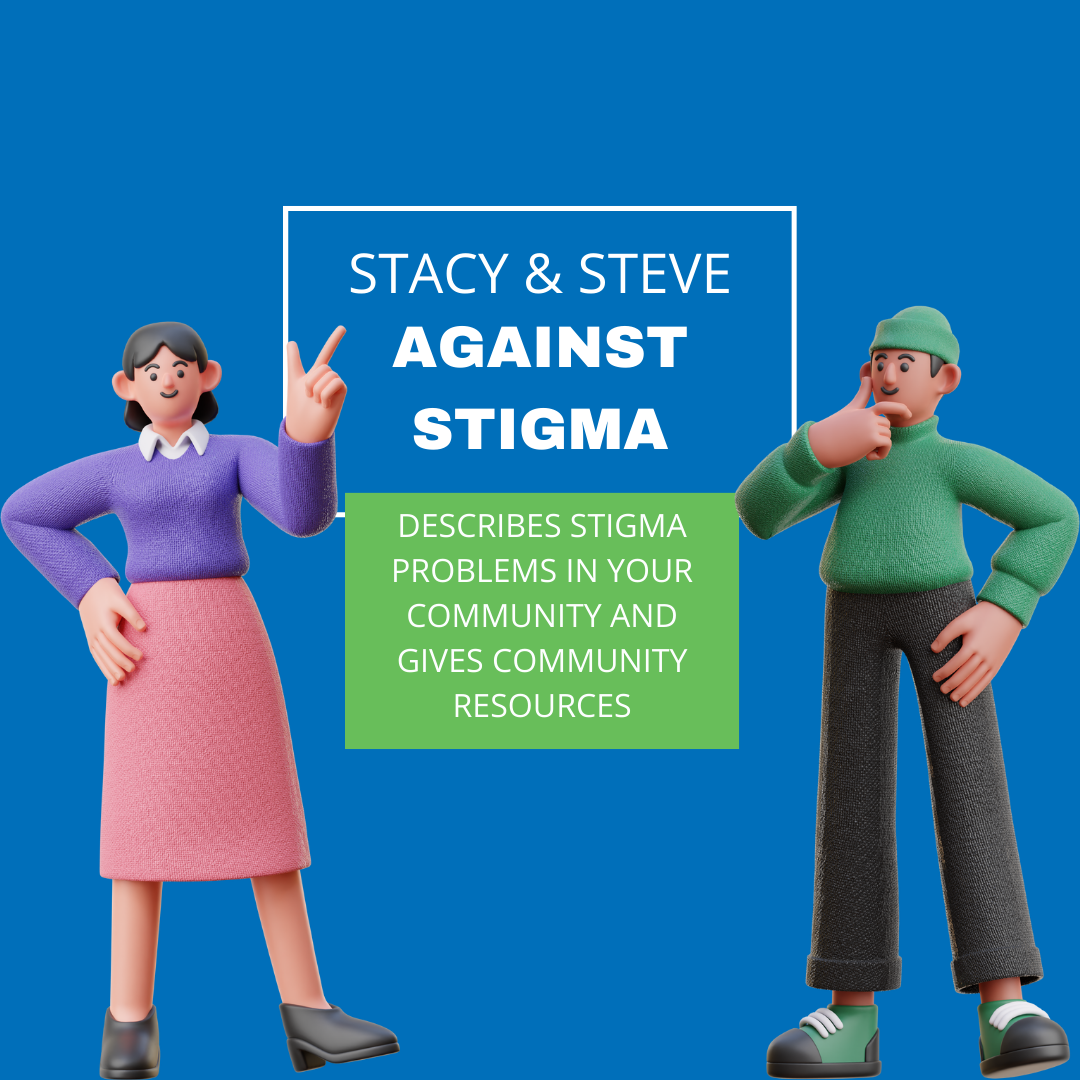 STACY & STEVE
AGAINST
STIGMA
DESCRIBES STIGMA
PROBLEMS IN YOUR
COMMUNITY AND
GIVES COMMUNITY
RESOURCES